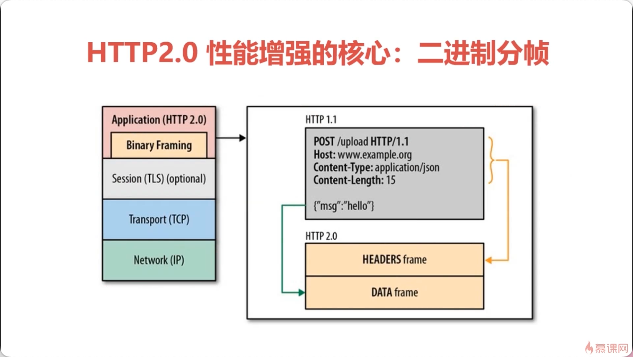 HTTP2.0 性能增强的核心：二进制分帧
Application (HTTP 2.0)
Binary Framing
Session (TLS) (optional)
Transport (TCP)
Network (IP)
HTTP 1.1
POST /upload HTTP/1.1
Host: www.example.org
Content-Type: application/json
Content-Length: 15
{"msg":"hello"}
HTTP 2.0
HEADERS frame
DATA frame
慕课网